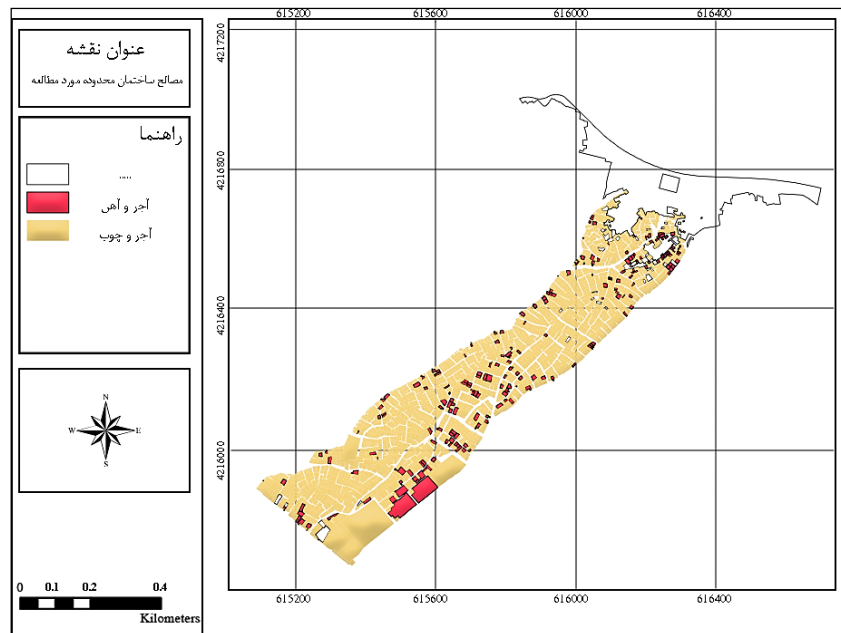 عنوان نقشه
مصالح ساختمان محدوده مورد مطالعه
راهنما
.....
آجر و آهن
آجر و چوب
N
W E
S
0 0.1 0.2 0.4
Kilometers
615200 615600 616000 616400
4217200
4216800
4216400
4216000
615200 615600 616000 616400